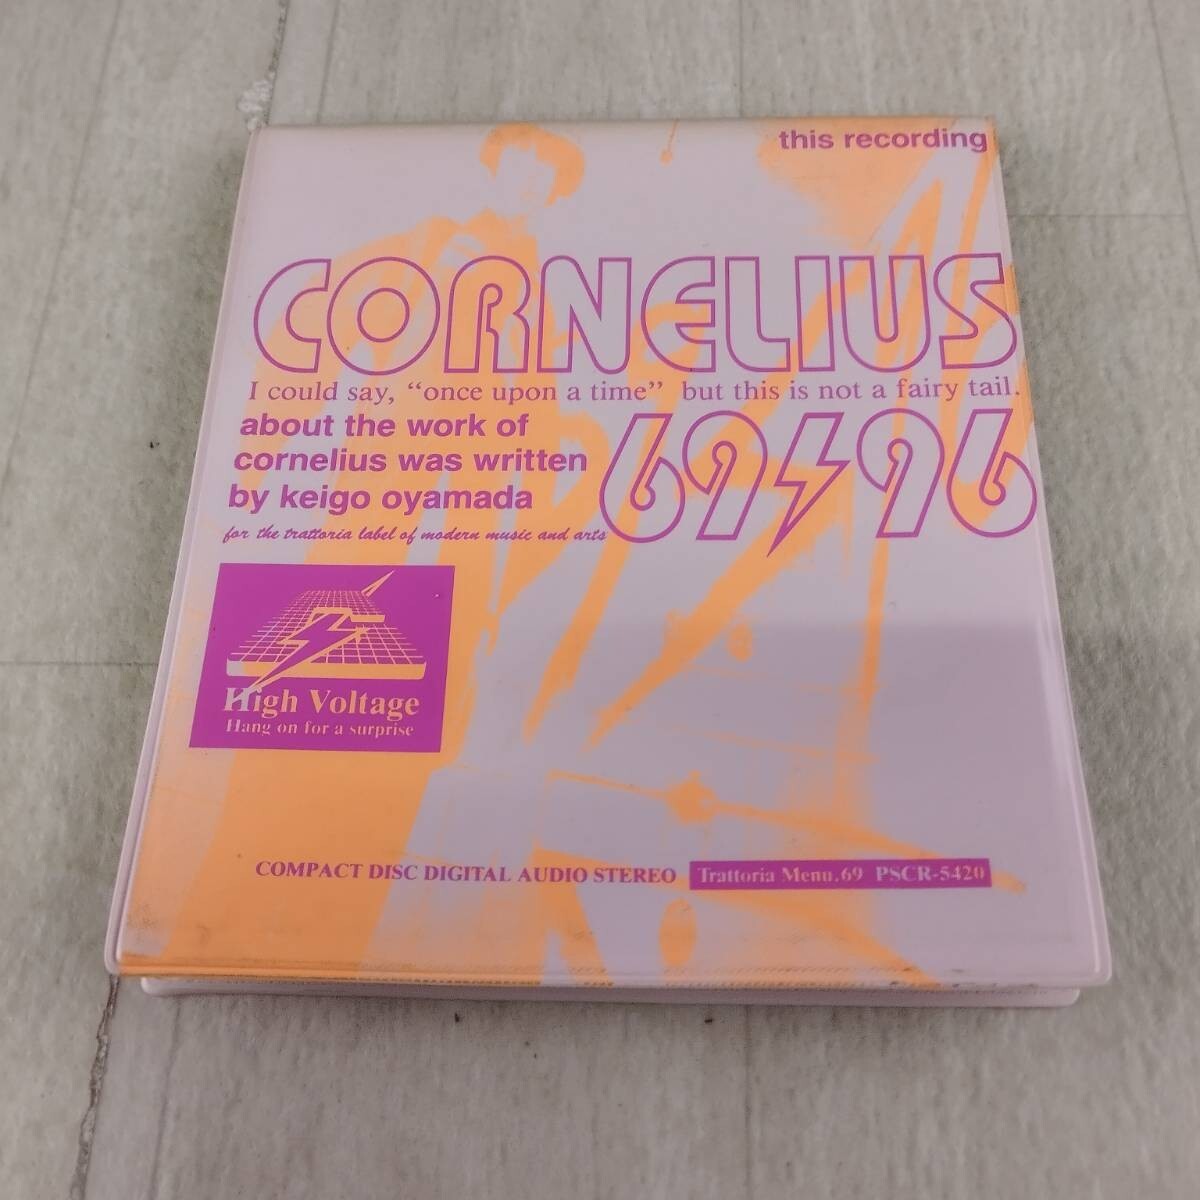 this recording
CORNELIUS
I could say, “once upon a time” but this is not a fairy tail.
about the work of
cornelius was written
by keigo oyamada
69/96
for the trattoria label of modern music and arts
High Voltage
Hang on for a surprise
COMPACT DISC DIGITAL AUDIO STEREO Trattoria Menu.69 PSCR-5420